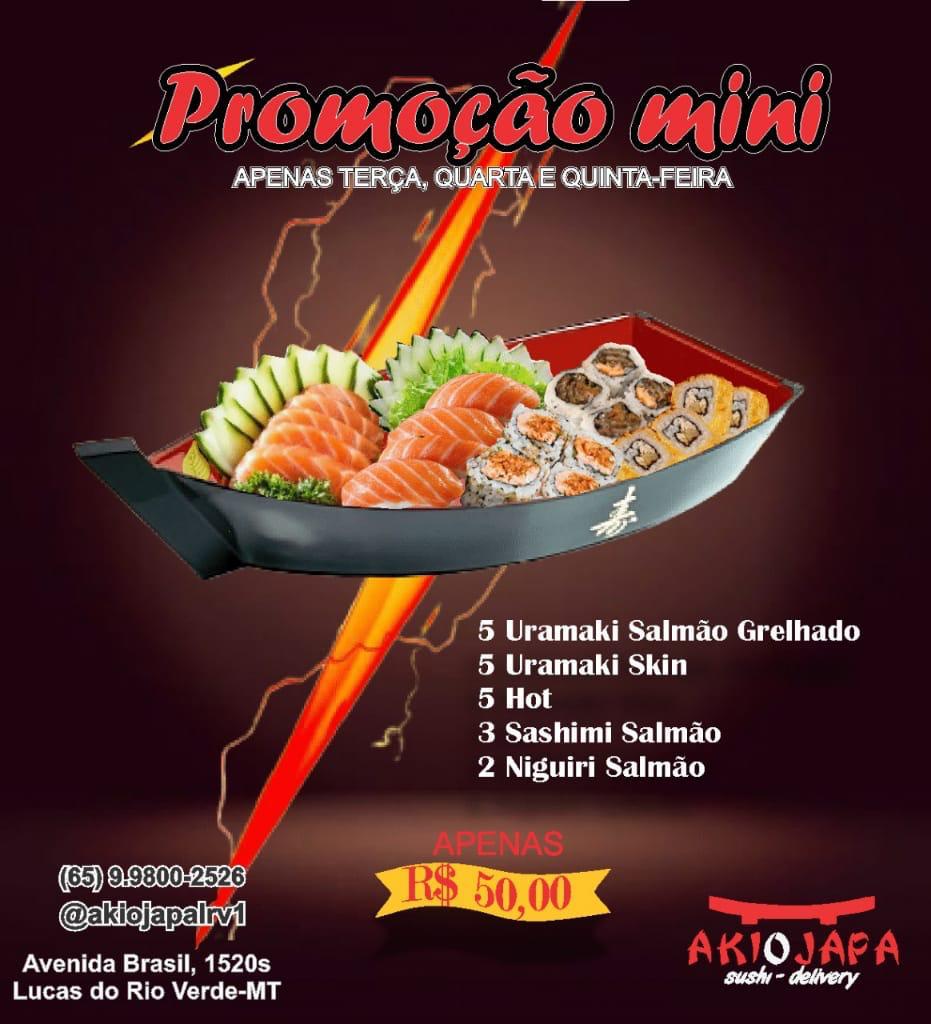 Promoção mini
APENAS TERÇA, QUARTA E QUINTA-FEIRA
5 Uramaki Salmão Grelhado
5 Uramaki Skin
5 Hot
3 Sashimi Salmão
2 Niguiri Salmão
APENAS
R$ 50,00
(65) 9.9800-2526
@akiojapalrv1
Avenida Brasil, 1520s
Lucas do Rio Verde-MT
AKIO JAPA
sushi - delivery